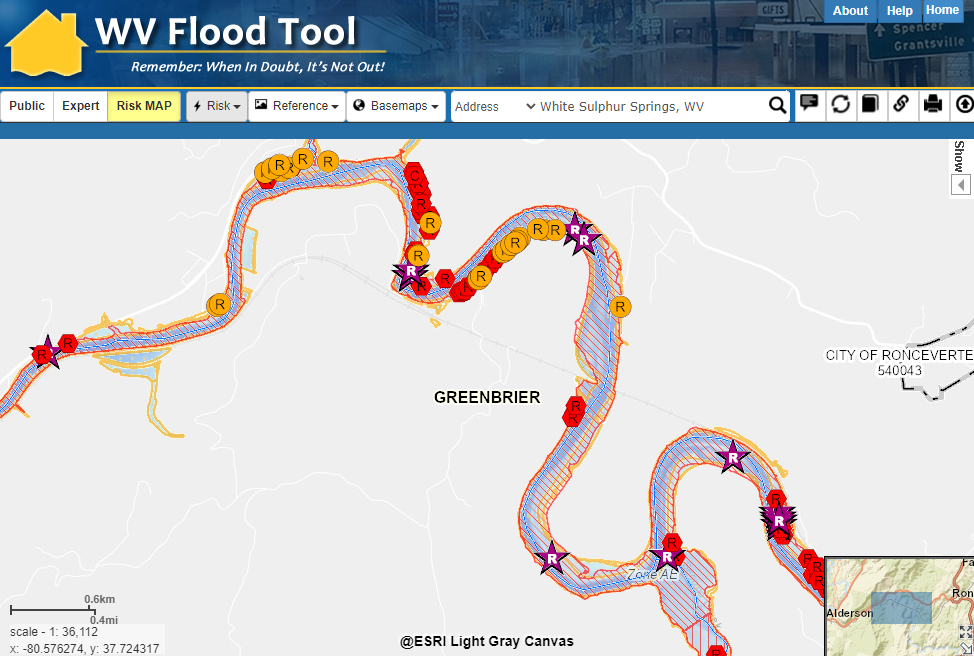 WV Flood Tool
Remember: When In Doubt, It's Not Out!
About Help Home
GIFTS
Spencer
Grantsville
Public Expert Risk MAP Risk Reference Basemaps Address White Sulphur Springs, WV
Show
R R R R
C
R
R
R
R
R
R
R
R R
R
R R
R
R
R
R R
CITY OF RONCEVERTE
540043
GREENBRIER
R
R
R
R
R
R
R
R
R
Zone AE
R
R
R
R
Alderson
Ron
Fa
0.6km
0.4mi
scale - 1: 36,112
x: -80.576274, y: 37.724317
@ESRI Light Gray Canvas